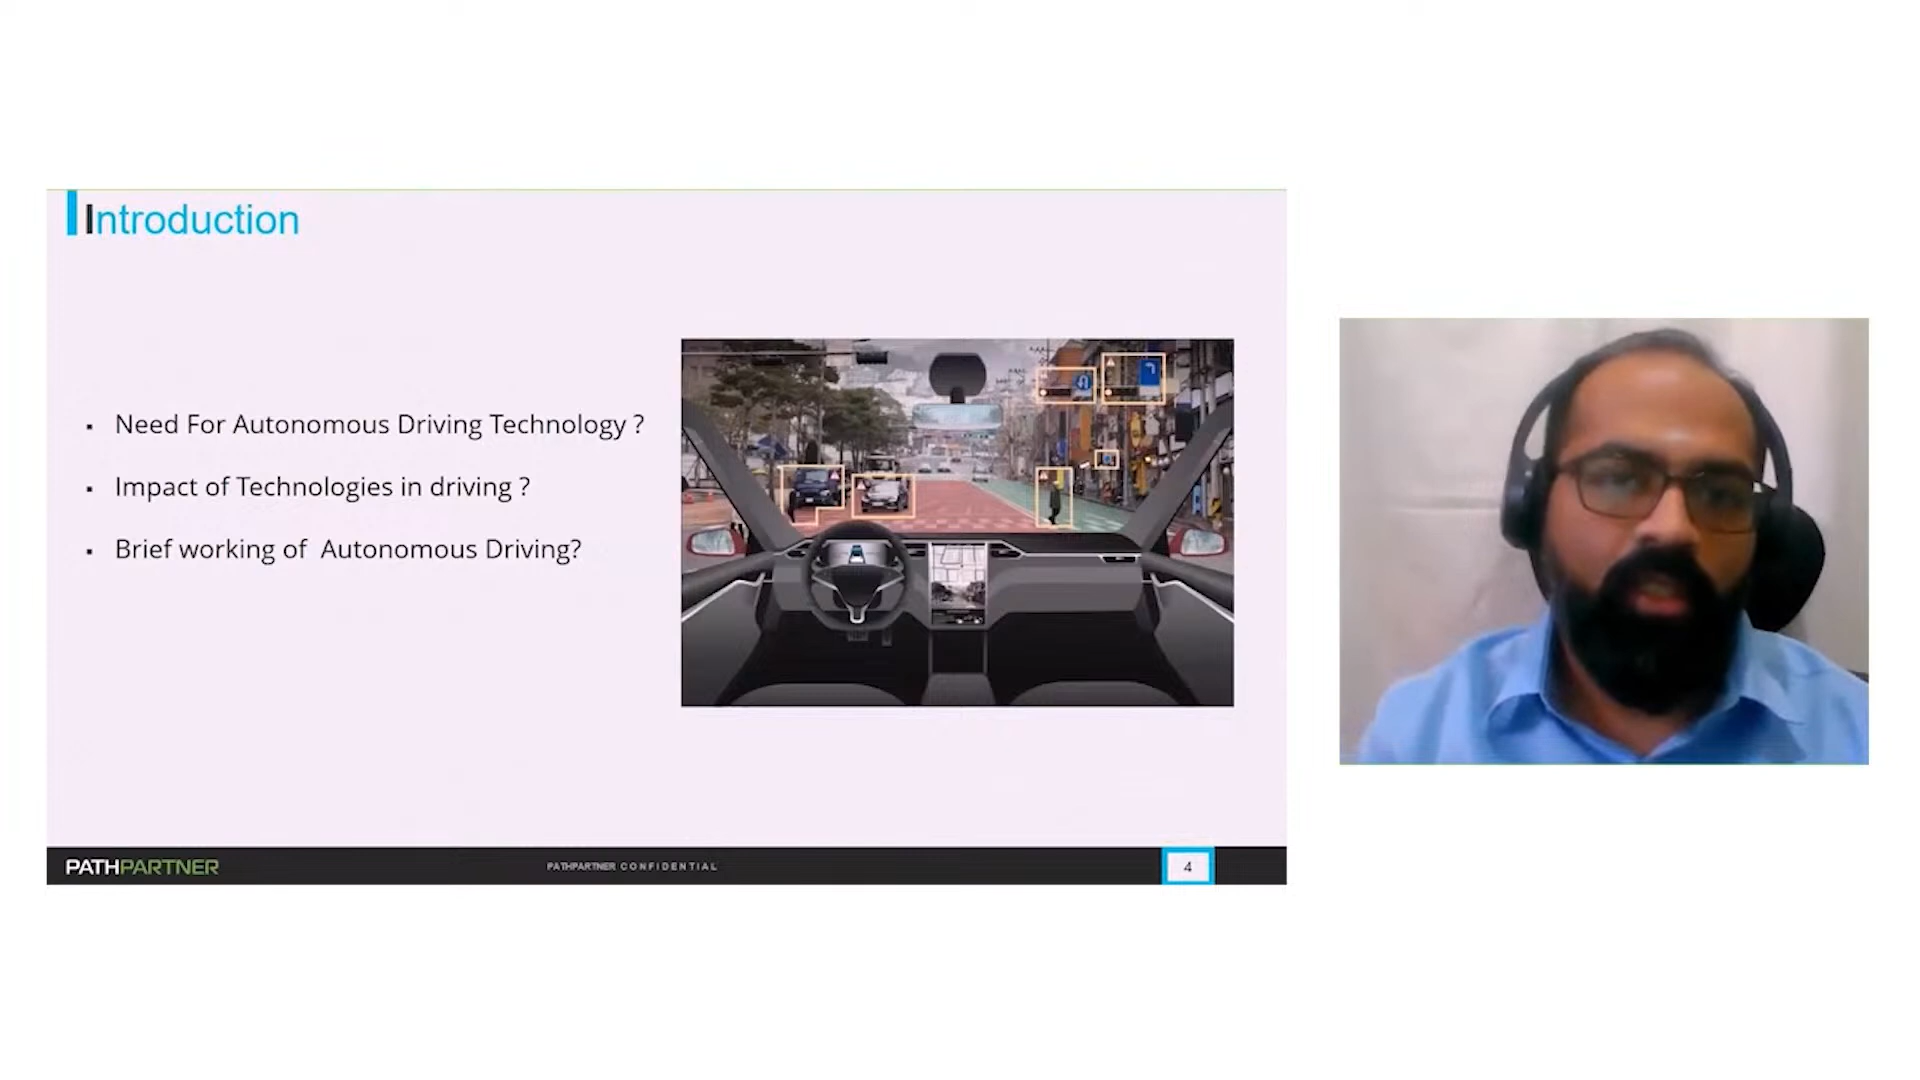 Introduction
Need For Autonomous Driving Technology ?
Impact of Technologies in driving ?
Brief working of Autonomous Driving?
PATHPARTNER
PATHPARTNER CONFIDENTIAL
4